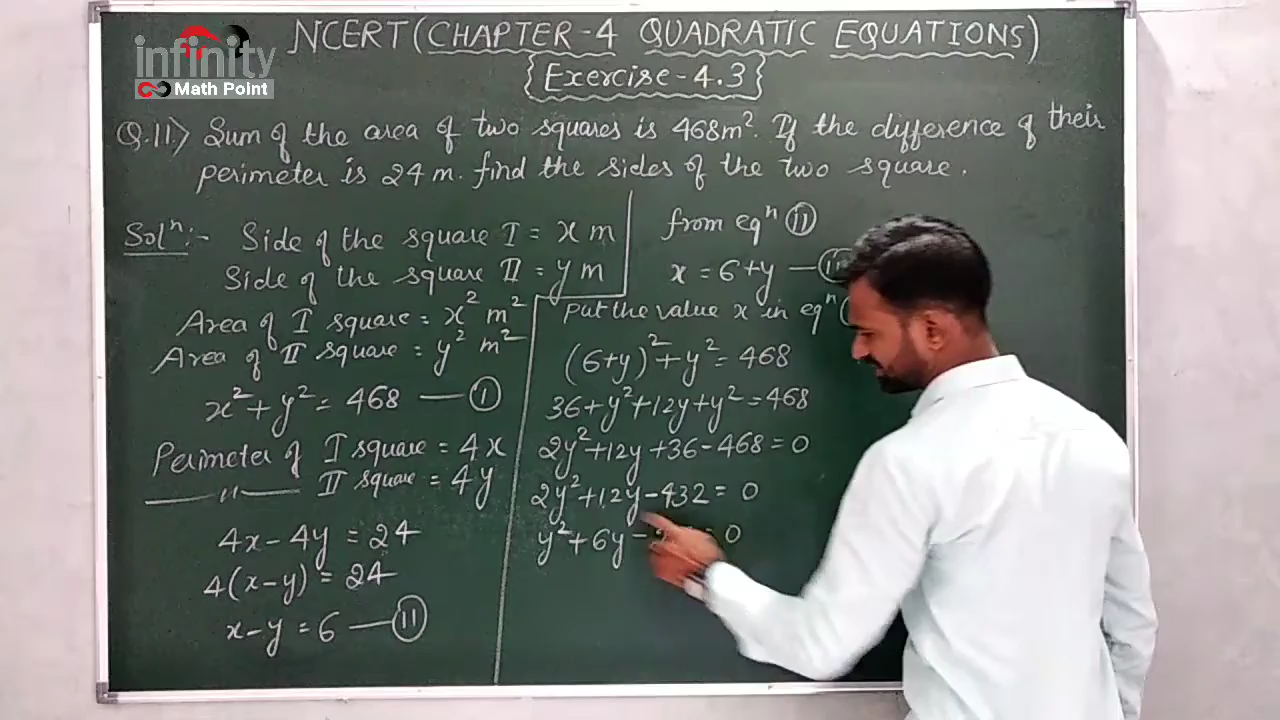 infinity
Math Point
NCERT (CHAPTER-4 QUADRATIC EQUATIONS)
{Exercise-4.3}
Q.11:) Sum of the area of two squares is 468m². If the difference of their
perimeter is 24 m. find the sides of the two square.
Solⁿ:- Side of the square I = x m
Side of the square II = y m
Area of I square = x² m²
Area of II square = y² m²
x² + y² = 468 — (I)
Perimeter of I square = 4x
—— " —— II square = 4y
4x - 4y = 24
4(x-y) = 24
x-y = 6 — (II)
from eqⁿ (II)
x = 6+y —
Put the value x in eqⁿ
(6+y)² + y² = 468
36+y²+12y+y² = 468
2y²+12y+36-468 = 0
2y²+12y-432 = 0
y²+6y- = 0